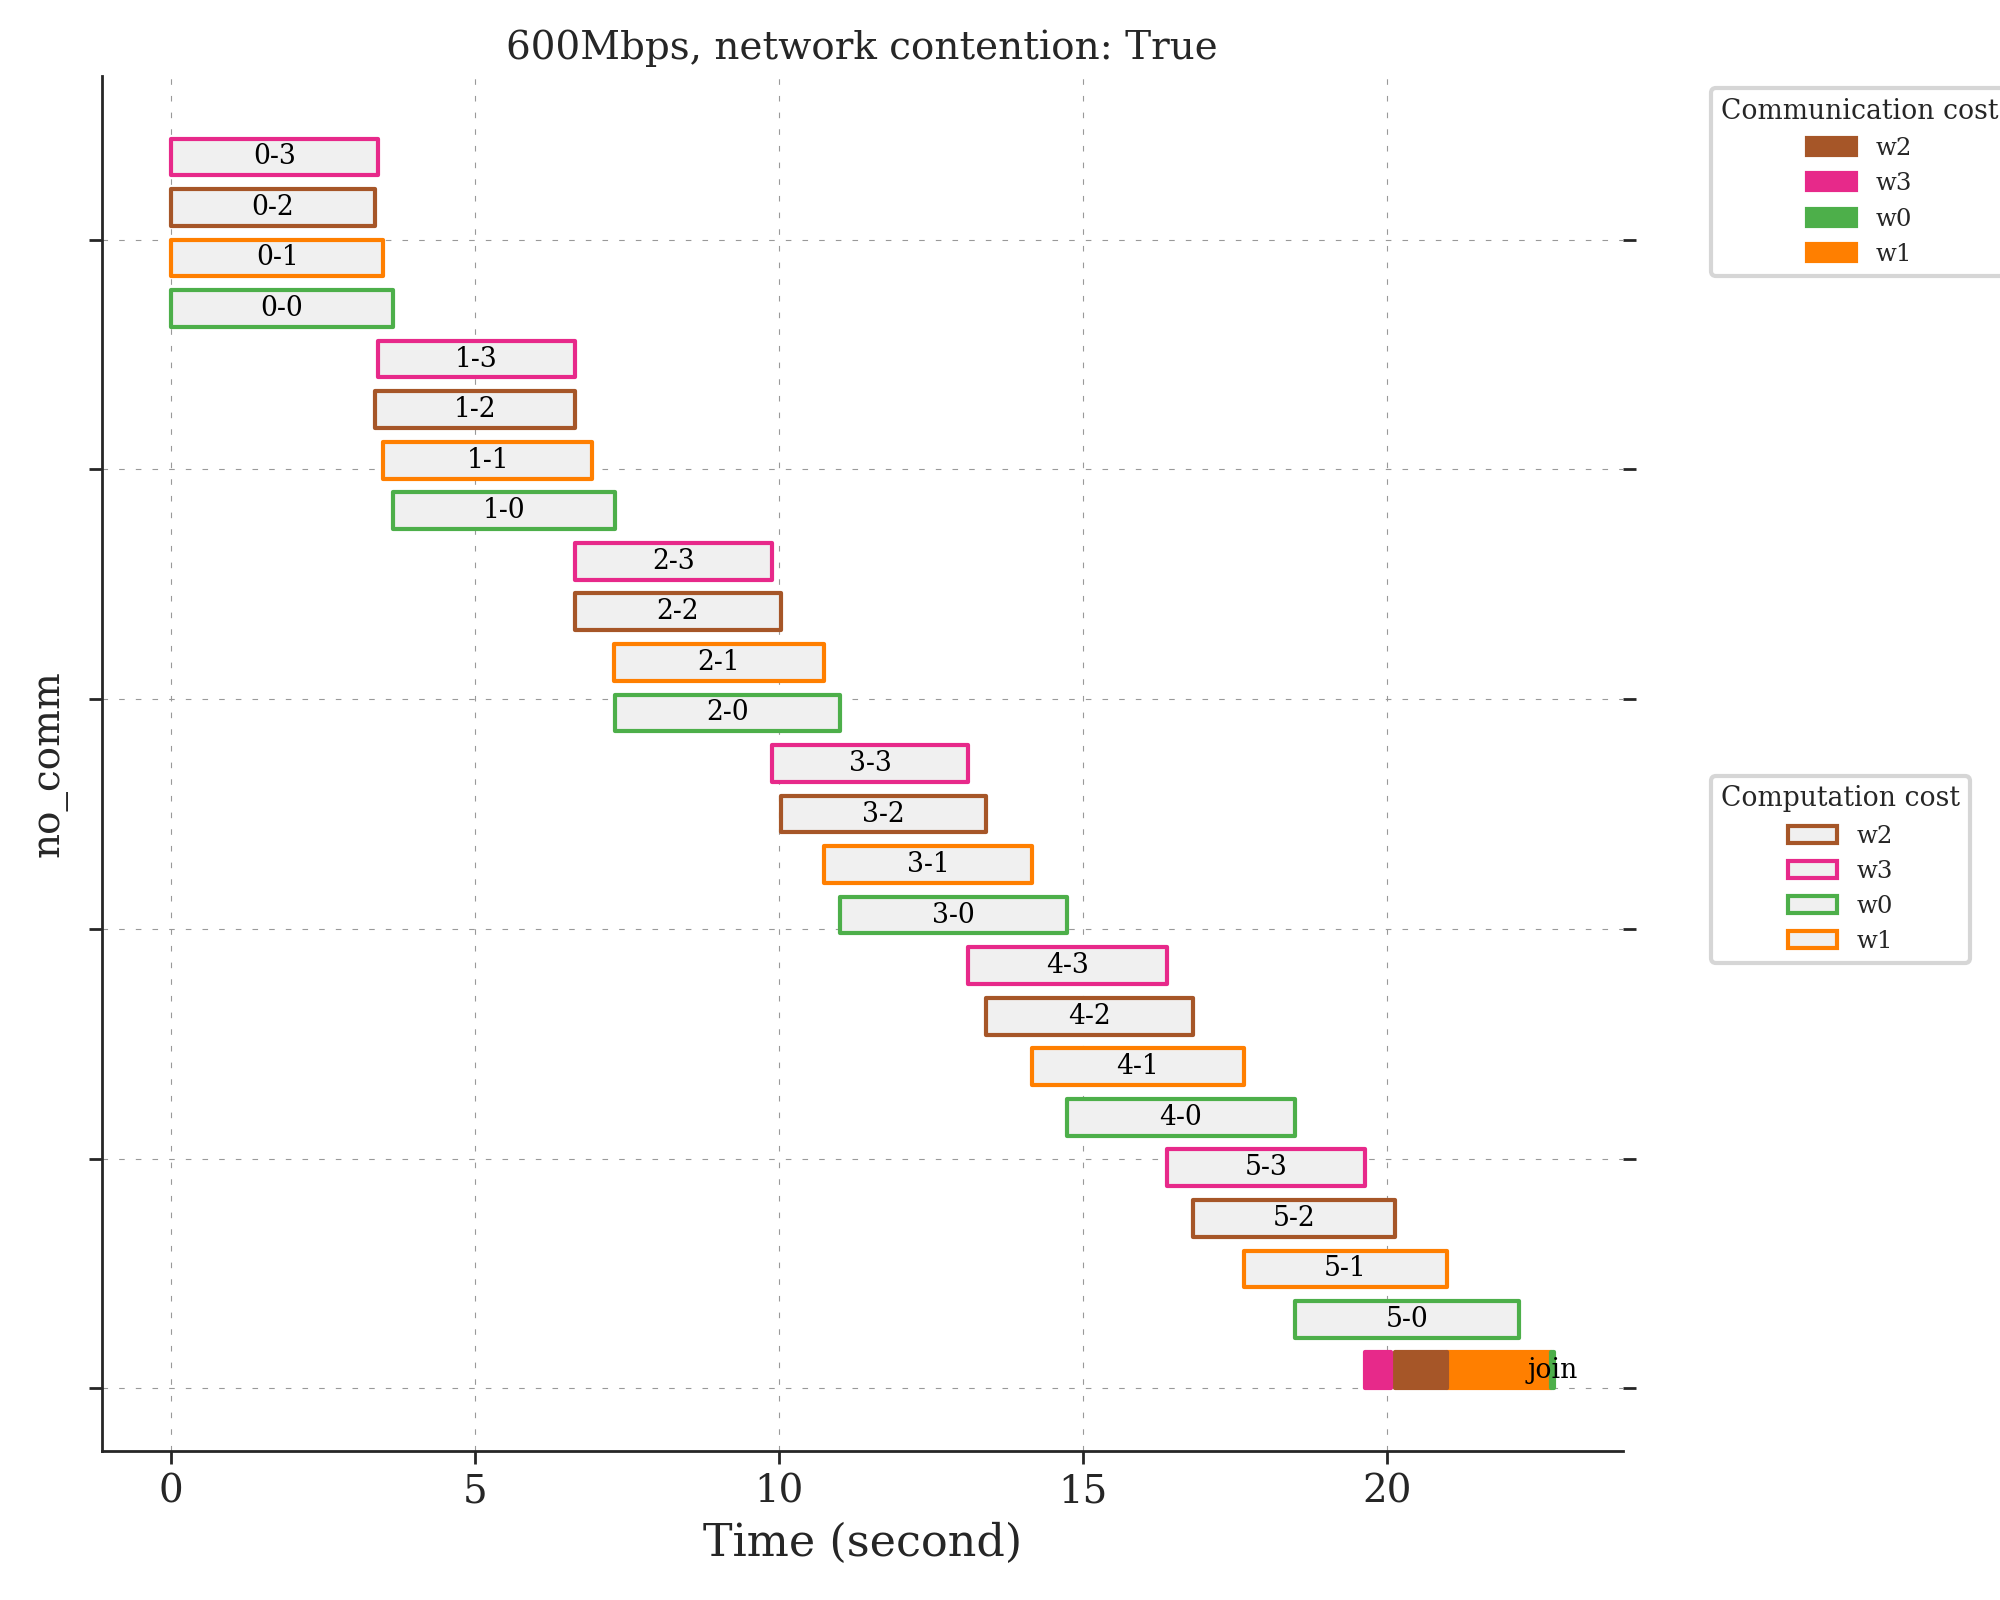 600Mbps, network contention: True
Communication cost
w2
w3
w0
w1
0-3
0-2
0-1
0-0
1-3
1-2
1-1
1-0
2-3
2-2
2-1
2-0
3-3
3-2
3-1
3-0
4-3
4-2
4-1
4-0
5-3
5-2
5-1
5-0
join
no_comm
Computation cost
w2
w3
w0
w1
0 5 10 15 20
Time (second)